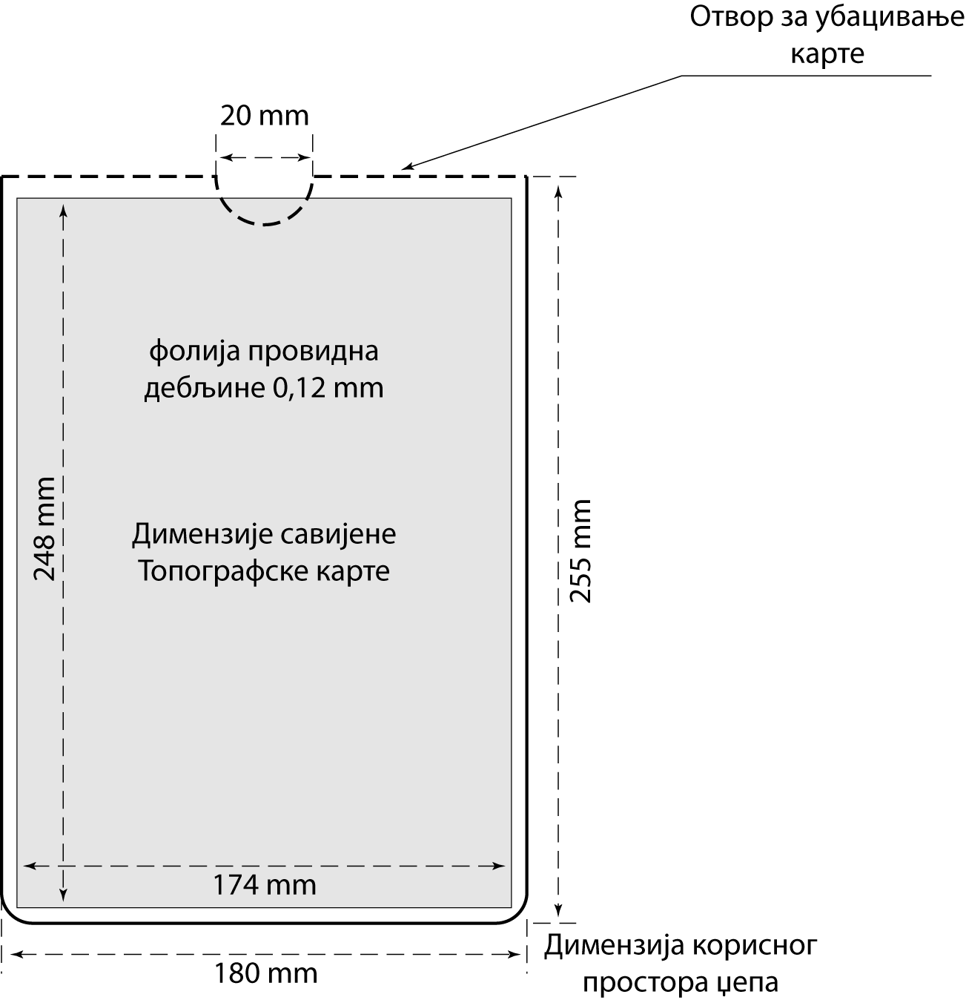 Отвор за убацивање
карте
20 mm
фолија провидна
дебљине 0,12 mm
248 mm
Димензије савијене
Топографске карте
255 mm
174 mm
Димензија корисног
простора џепа
180 mm